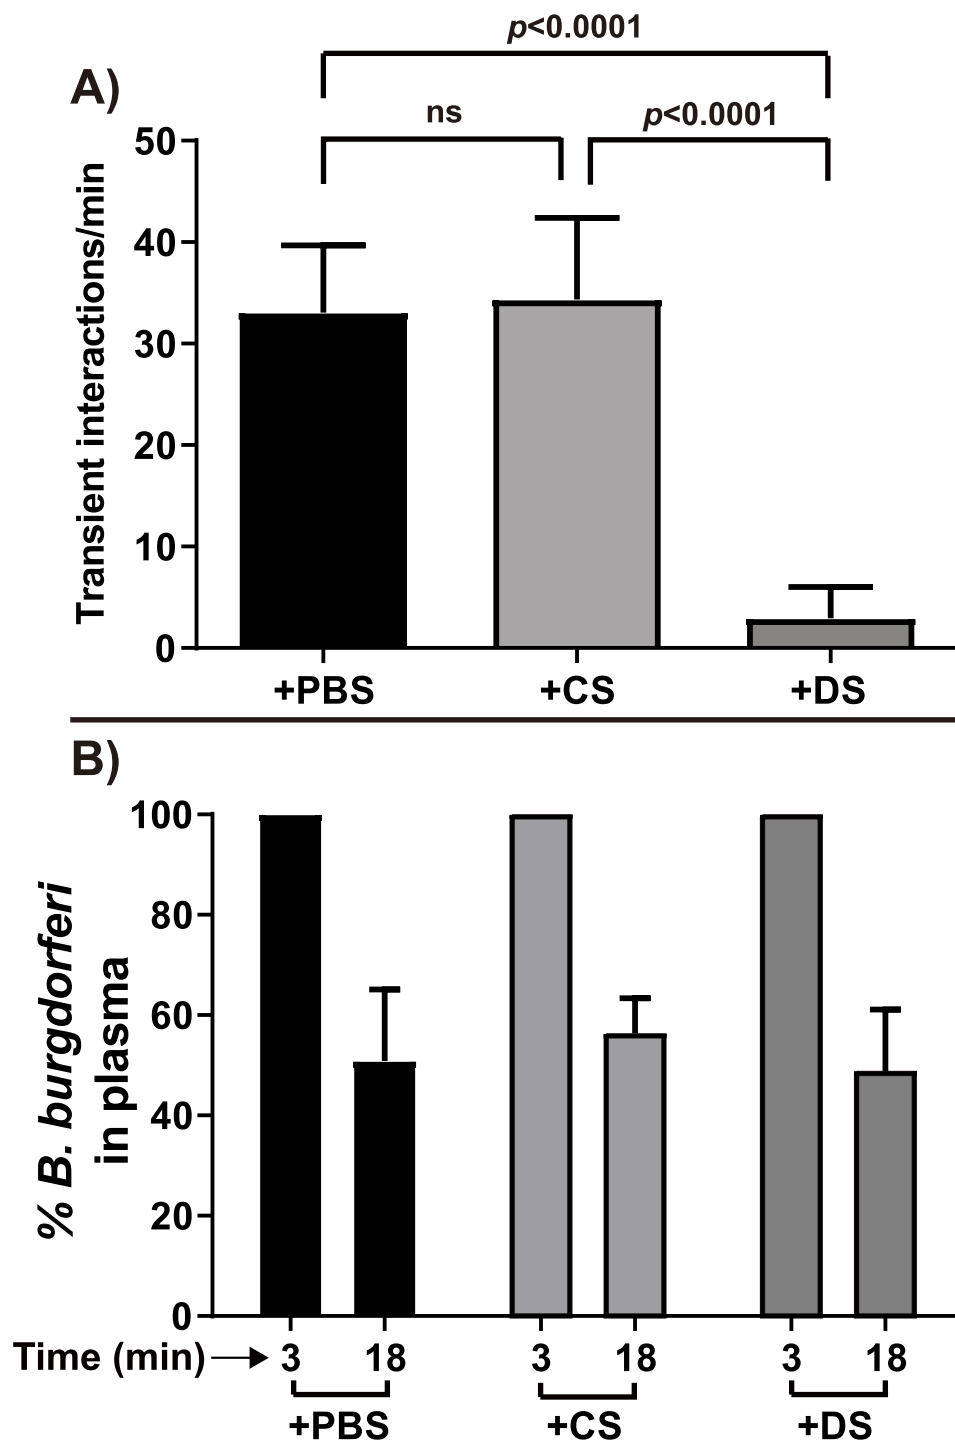 p<0.0001
A)
ns
p<0.0001
Transient interactions/min
50
40
30
20
10
0
+PBS
+CS
+DS
B)
% B. burgdorferi
in plasma
100
80
60
40
20
0
Time (min)
3
18
3
18
3
18
+PBS
+CS
+DS